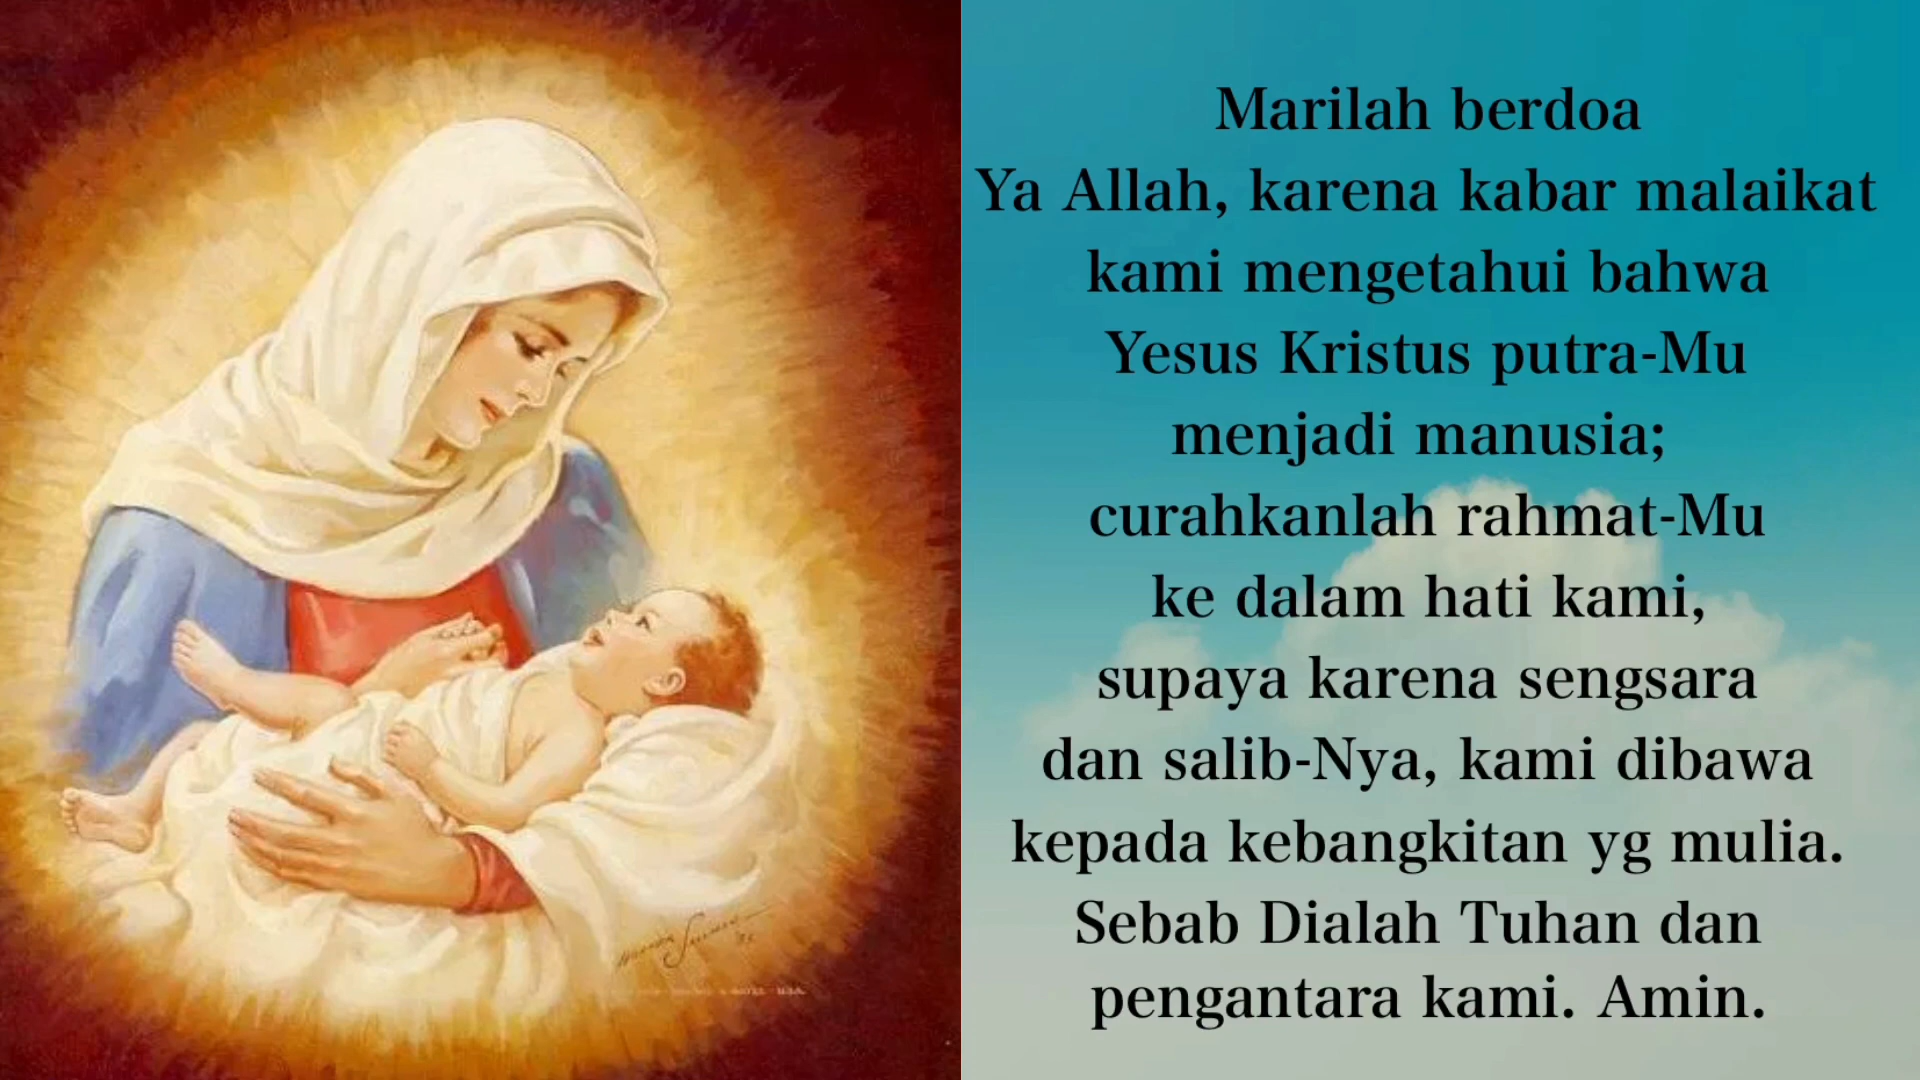 Marilah berdoa
Ya Allah, karena kabar malaikat
kami mengetahui bahwa
Yesus Kristus putra-Mu
menjadi manusia;
curahkanlah rahmat-Mu
ke dalam hati kami,
supaya karena sengsara
dan salib-Nya, kami dibawa
kepada kebangkitan yg mulia.
Sebab Dialah Tuhan dan
pengantara kami. Amin.